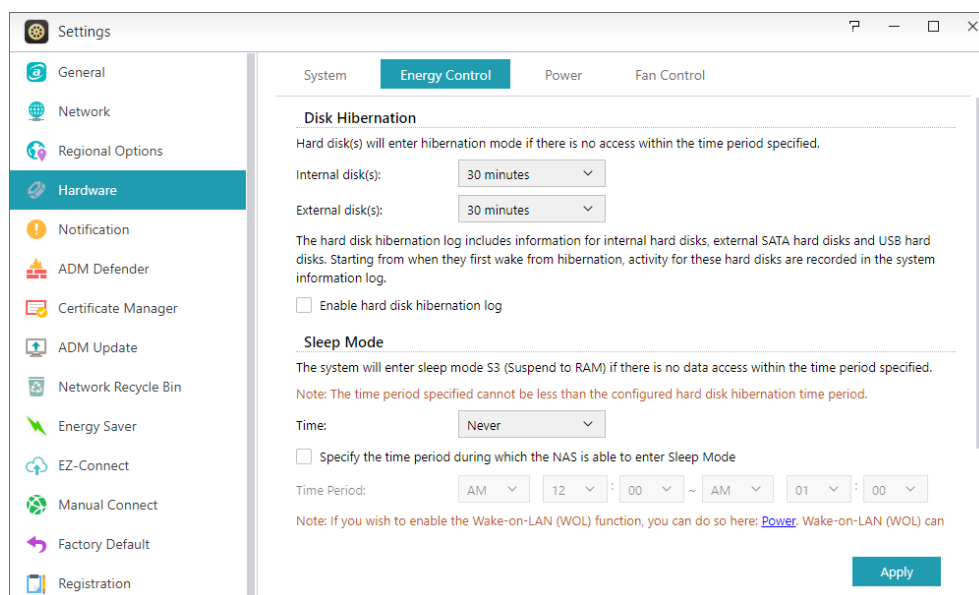 Settings
General
Network
Regional Options
Hardware
Notification
ADM Defender
Certificate Manager
ADM Update
Network Recycle Bin
Energy Saver
EZ-Connect
Manual Connect
Factory Default
Registration
System Energy Control Power Fan Control
Disk Hibernation
Hard disk(s) will enter hibernation mode if there is no access within the time period specified.
Internal disk(s): 30 minutes
External disk(s): 30 minutes
The hard disk hibernation log includes information for internal hard disks, external SATA hard disks and USB hard
disks. Starting from when they first wake from hibernation, activity for these hard disks are recorded in the system
information log.
Enable hard disk hibernation log
Sleep Mode
The system will enter sleep mode S3 (Suspend to RAM) if there is no data access within the time period specified.
Note: The time period specified cannot be less than the configured hard disk hibernation time period.
Time: Never
Specify the time period during which the NAS is able to enter Sleep Mode
Time Period: AM 12 : 00 ~ AM 01 : 00
Note: If you wish to enable the Wake-on-LAN (WOL) function, you can do so here: Power. Wake-on-LAN (WOL) can
Apply